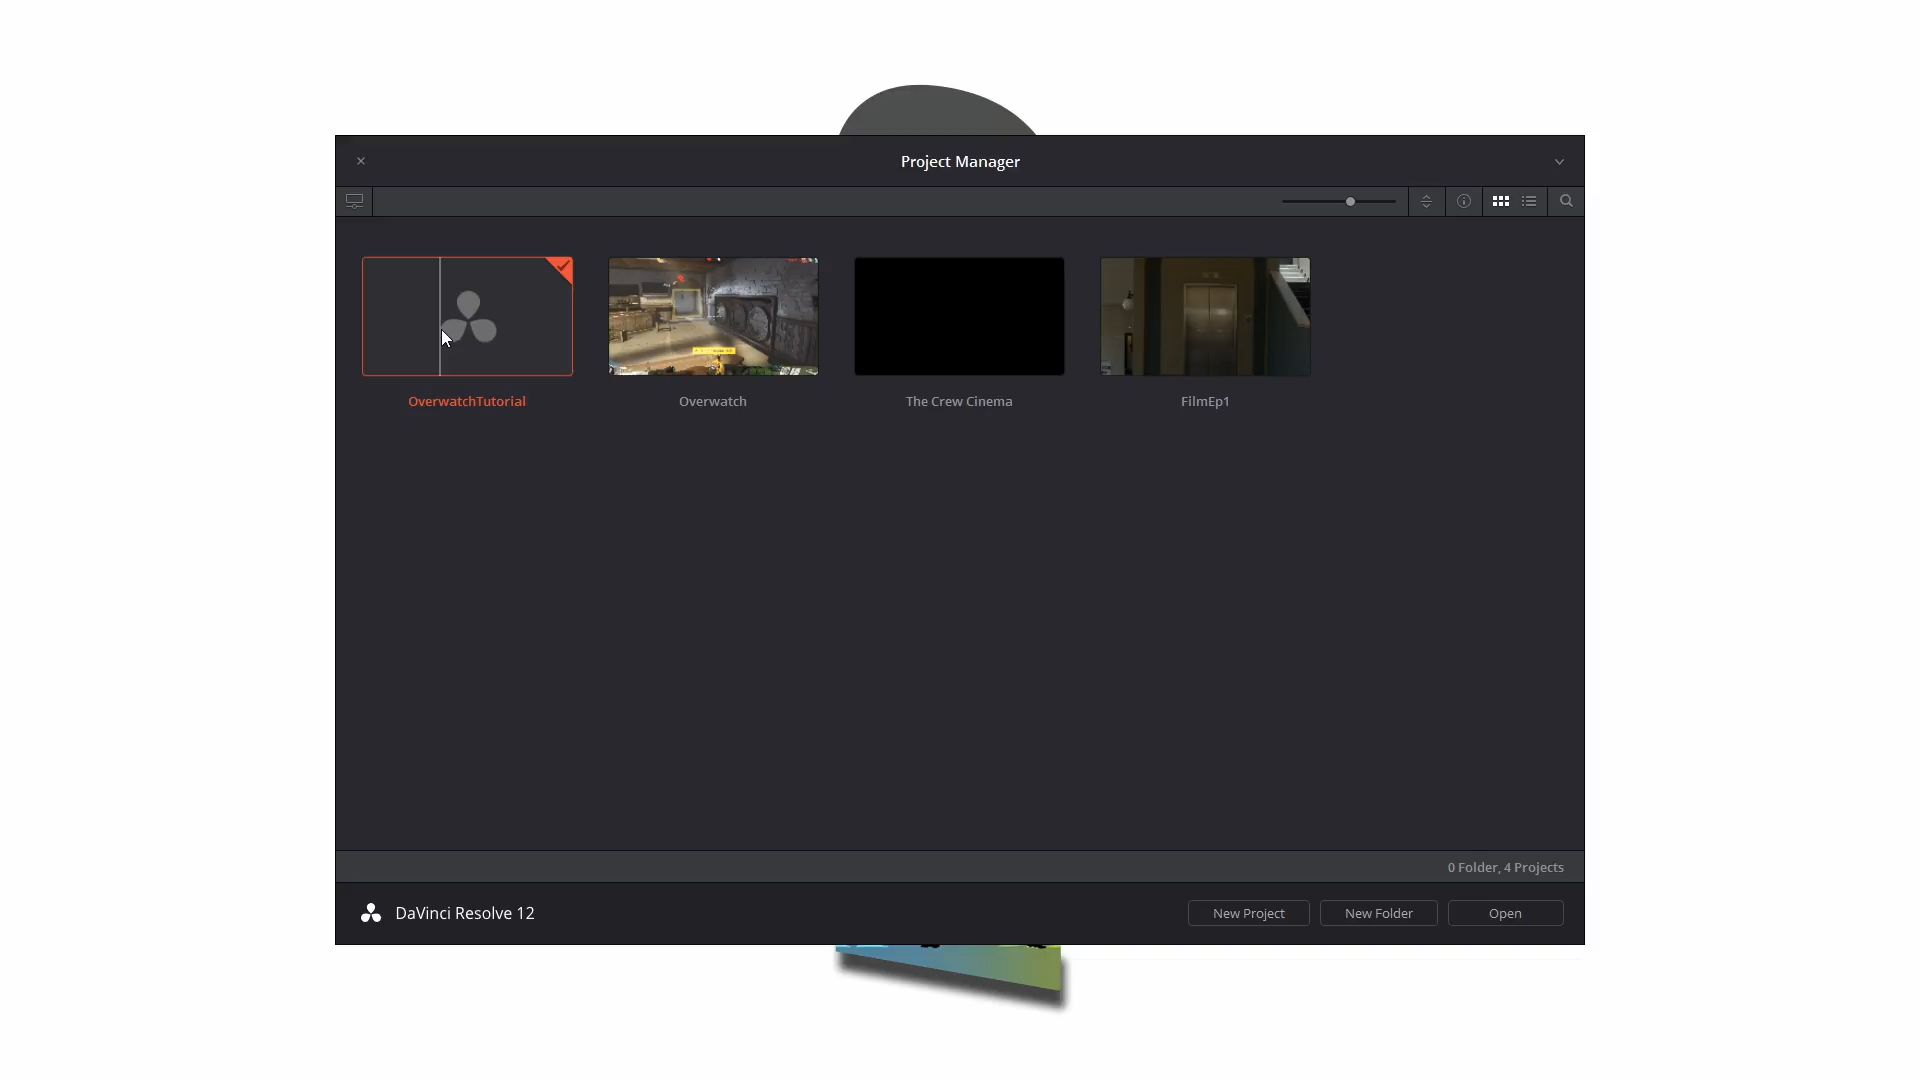 Project Manager
OverwatchTutorial
Overwatch
The Crew Cinema
FilmEp1
0 Folder, 4 Projects
DaVinci Resolve 12
New Project
New Folder
Open